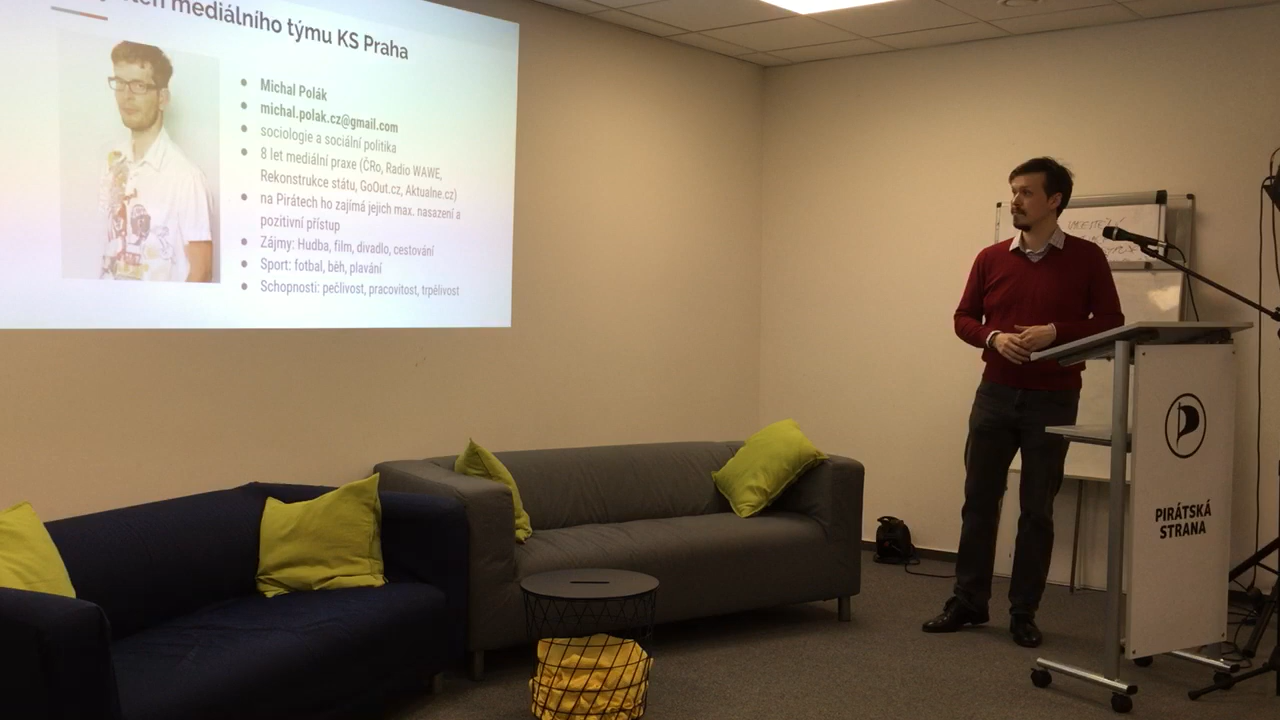 mediálního týmu KS Praha
Michal Polák
michal.polak.cz@gmail.com
sociologie a sociální politika
8 let mediální praxe (ČRo, Radio WAWE,
Rekonstrukce státu, GoOut.cz, Aktualne.cz)
na Pirátech ho zajímá jejich max. nasazení a
pozitivní přístup
Zájmy: Hudba, film, divadlo, cestování
Sport: fotbal, běh, plavání
Schopnosti: pečlivost, pracovitost, trpělivost
PIRÁTSKÁ
STRANA